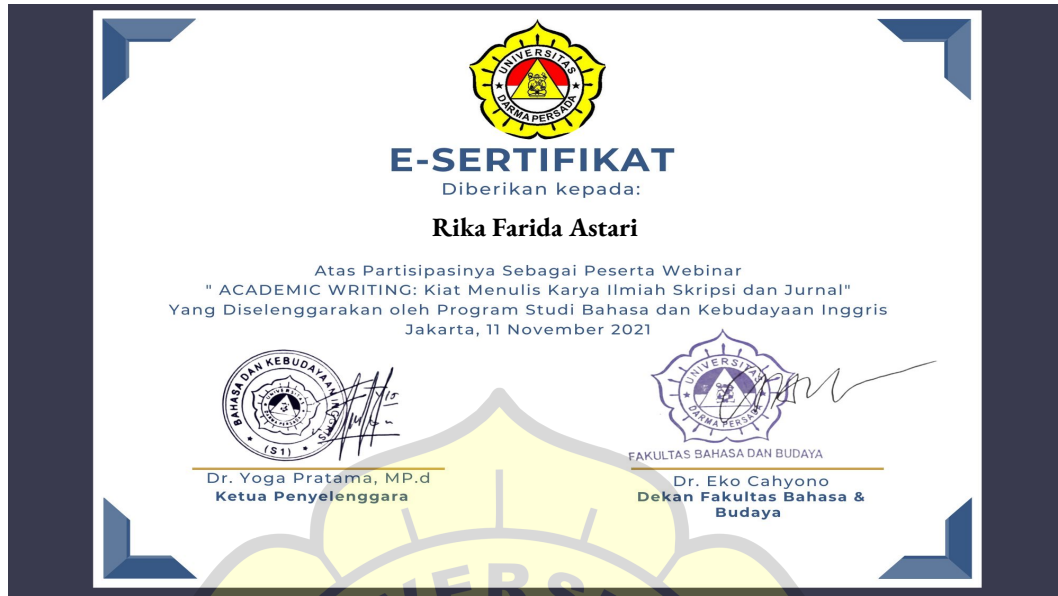 UNIVERSITAS
DARMA PERSADA
E-SERTIFIKAT
Diberikan kepada:
Rika Farida Astari
Atas Partisipasinya Sebagai Peserta Webinar
" ACADEMIC WRITING: Kiat Menulis Karya Ilmiah Skripsi dan Jurnal"
Yang Diselenggarakan oleh Program Studi Bahasa dan Kebudayaan Inggris
Jakarta, 11 November 2021
BAHASA DAN KEBUDAYAAN INGGRIS
(S1)
UNIVERSITAS
DARMA PERSADA
FAKULTAS BAHASA DAN BUDAYA
Dr. Yoga Pratama, MP.d
Ketua Penyelenggara
Dr. Eko Cahyono
Dekan Fakultas Bahasa &
Budaya